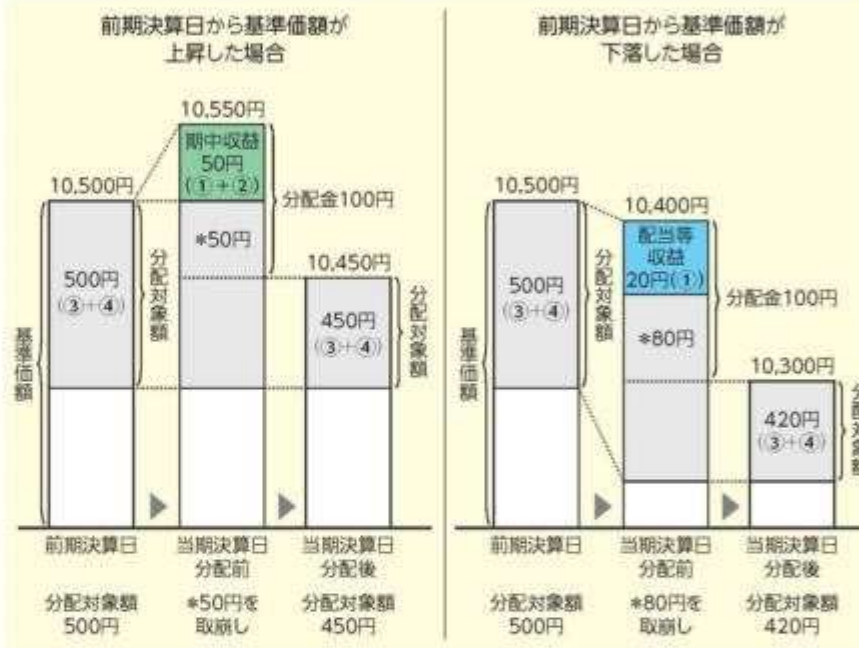 前期決算日から基準価額が
上昇した場合
10,550円
期中収益
50円
(①+②)
10,500円
分配金100円
*50円
10,450円
500円
(③+④)
分配対象額
450円
(③+④)
分配対象額
基準価額
前期決算日
当期決算日
分配前
当期決算日
分配後
分配対象額
500円
*50円を
取崩し
分配対象額
450円
前期決算日から基準価額が
下落した場合
10,500円
10,400円
配当等
収益
20円(①)
500円
(③+④)
分配対象額
分配金100円
*80円
10,300円
420円
(③+④)
分配対象額
基準価額
前期決算日
当期決算日
分配前
当期決算日
分配後
分配対象額
500円
*80円を
取崩し
分配対象額
420円